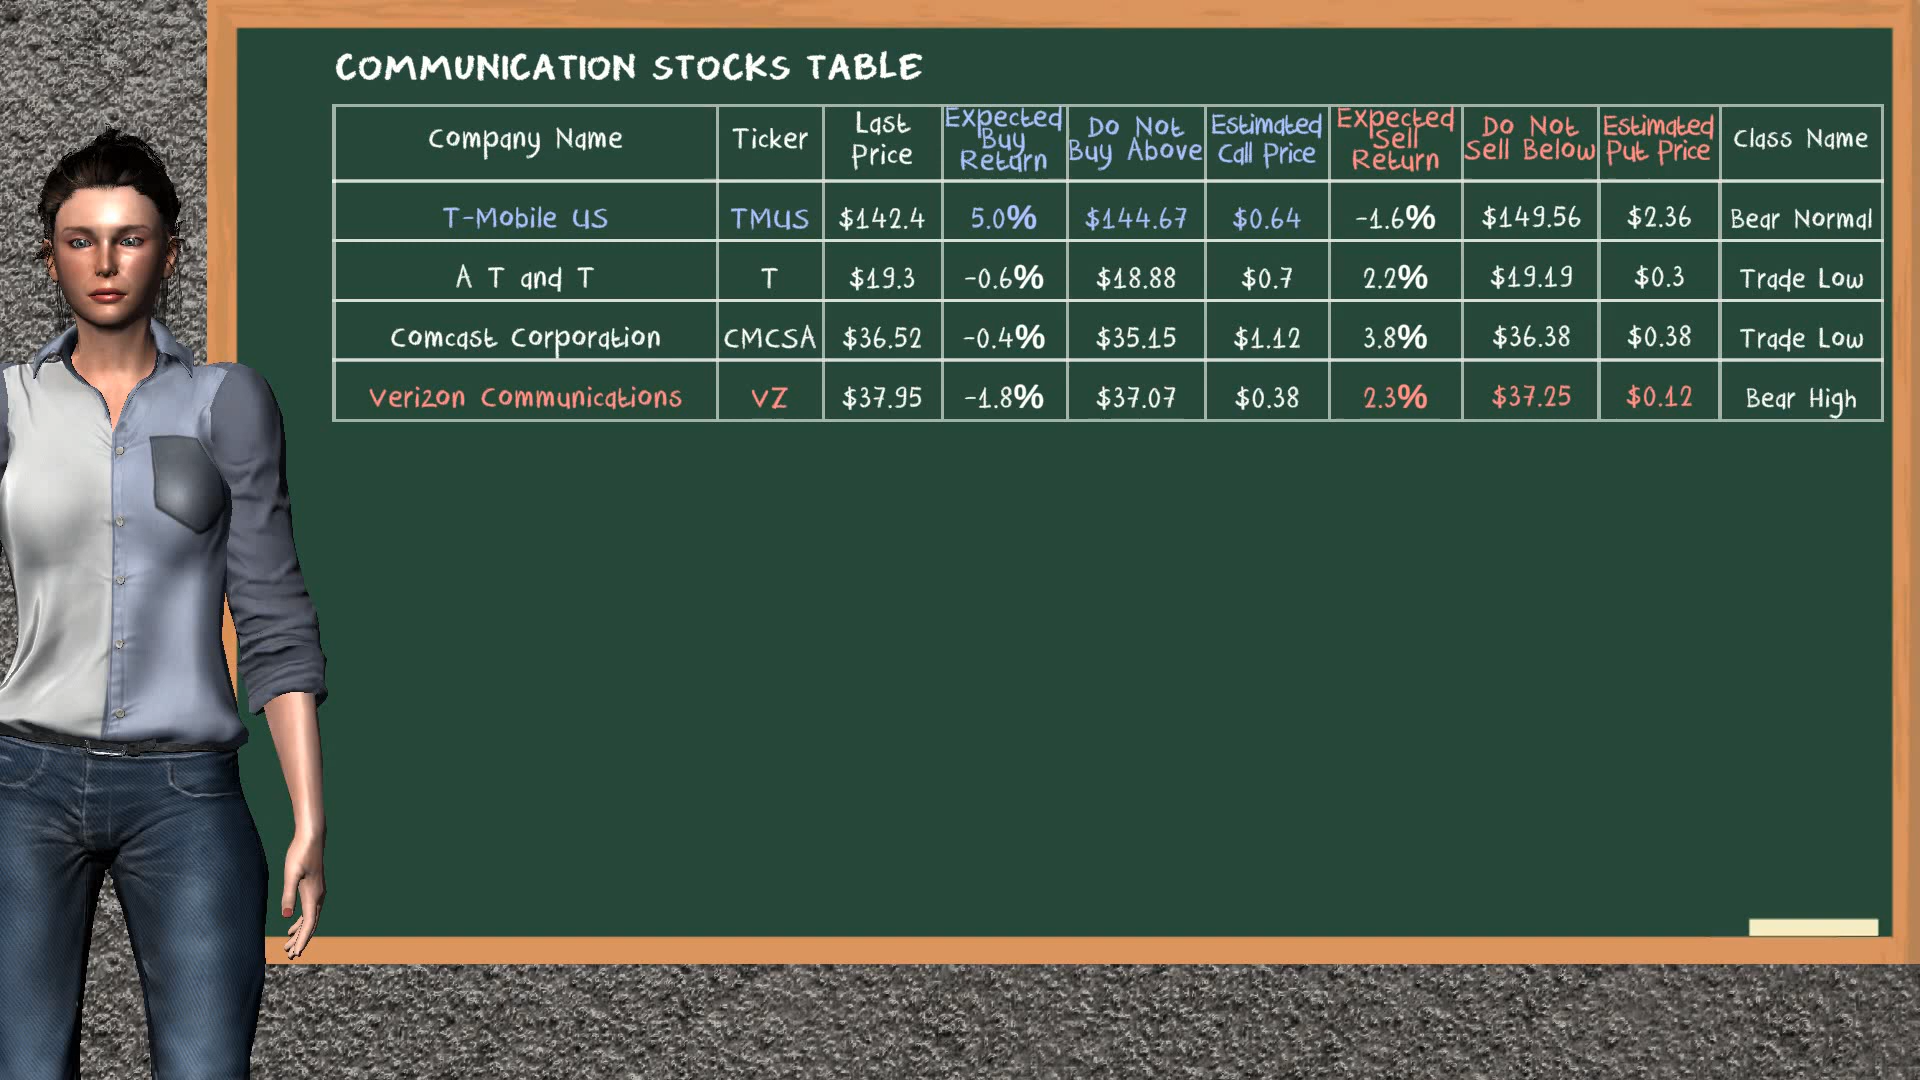 COMMUNICATION STOCKS TABLE
Company Name Ticker Last Price Expected Buy Return Do Not Buy Above Estimated Call Price Expected Sell Return Do Not Sell Below Estimated Put Price Class Name
T-Mobile US TMUS $142.4 5.0% $144.67 $0.64 -1.6% $149.56 $2.36 Bear Normal
A T and T T $19.3 -0.6% $18.88 $0.7 2.2% $19.19 $0.3 Trade Low
Comcast Corporation CMCSA $36.52 -0.4% $35.15 $1.12 3.8% $36.38 $0.38 Trade Low
Verizon Communications VZ $37.95 -1.8% $37.07 $0.38 2.3% $37.25 $0.12 Bear High